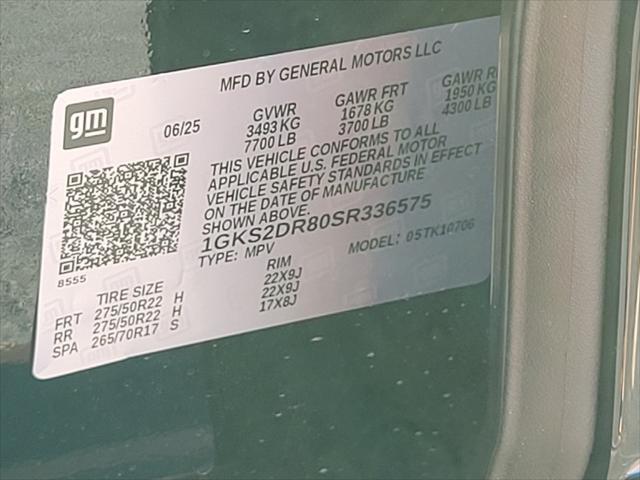 MFD BY GENERAL MOTORS LLC
gm
06/25
GVWR GAWR FRT GAWR
3493 KG 1678 KG 1950 KG
7700 LB 3700 LB 4300 LB
THIS VEHICLE CONFORMS TO ALL
APPLICABLE U.S. FEDERAL MOTOR
VEHICLE SAFETY STANDARDS IN EFFECT
ON THE DATE OF MANUFACTURE
SHOWN ABOVE.
1GKS2DR80SR336575
TYPE: MPV MODEL: 05TK10706
8555
TIRE SIZE RIM
FRT 275/50R22 H 22X9J
RR 275/50R22 H 22X9J
SPA 265/70R17 S 17X8J